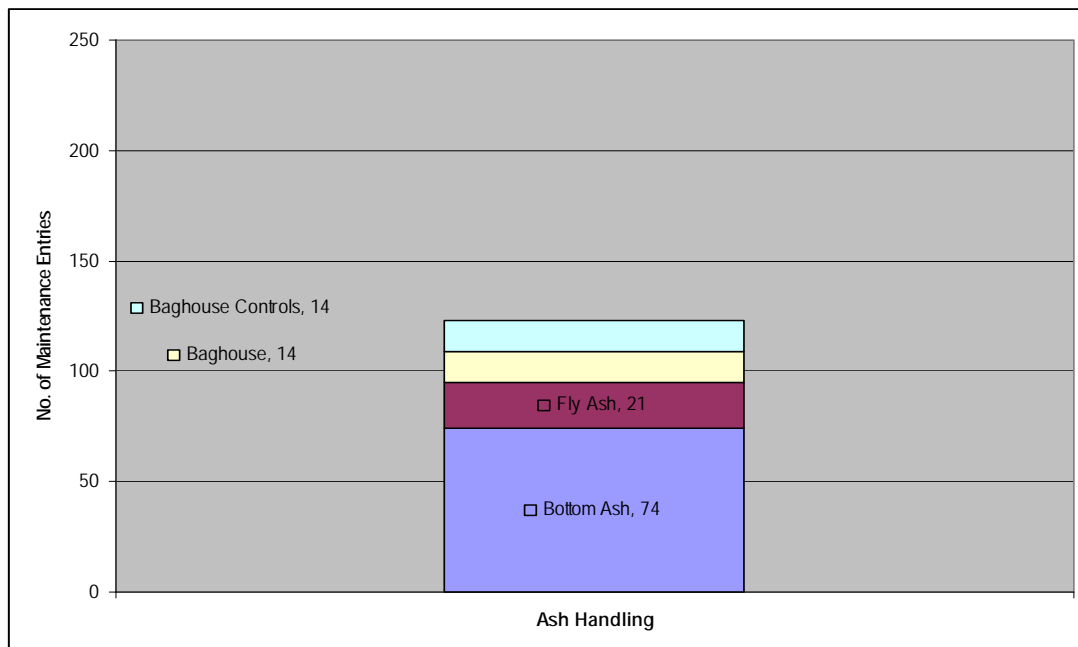 250
200
150
100
50
0
No. of Maintenance Entries
Baghouse Controls, 14
Baghouse, 14
Fly Ash, 21
Bottom Ash, 74
Ash Handling